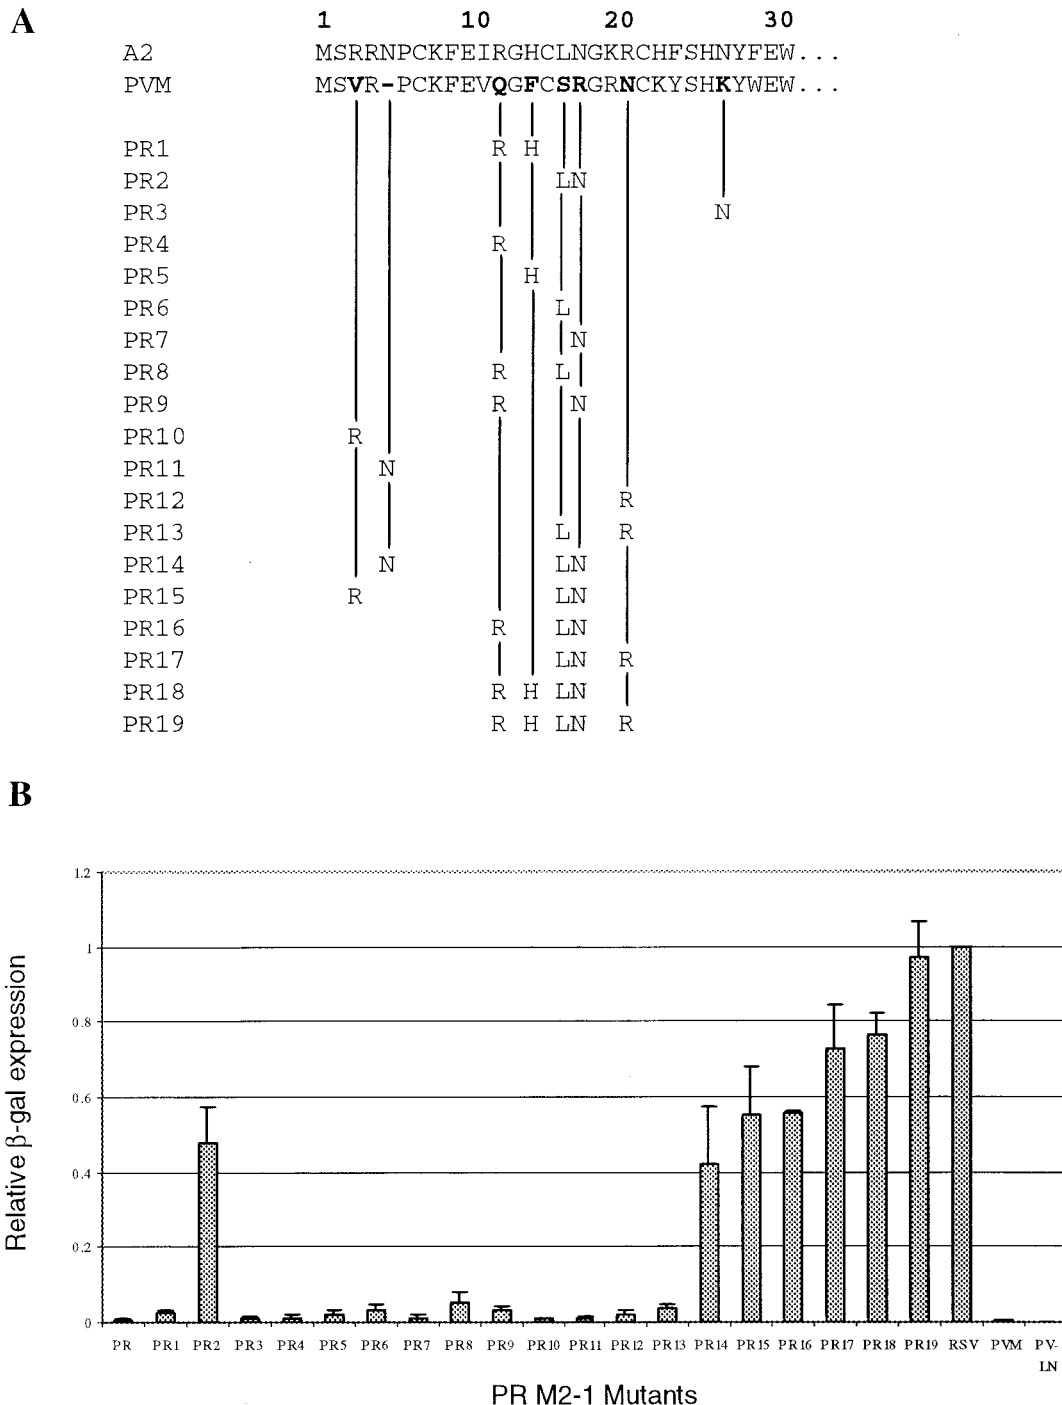 A
1 10 20 30
A2 MSRRNPCKFEIRGHCLNGKRCHFSHNYFEW...
PVM MSVR-PCKFEVQGFCSRGRNCKYSHKYWEW...
PR1 R H
PR2 LN
PR3 N
PR4 R
PR5 H
PR6 L
PR7 N
PR8 R L
PR9 R N
PR10 R
PR11 N
PR12 R
PR13 L R
PR14 N LN
PR15 R LN
PR16 R LN
PR17 LN R
PR18 R H LN
PR19 R H LN R
B
Relative β-gal expression
1.2
1
0.8
0.6
0.4
0.2
0
PR PR1 PR2 PR3 PR4 PR5 PR6 PR7 PR8 PR9 PR10 PR11 PR12 PR13 PR14 PR15 PR16 PR17 PR18 PR19 RSV PVM PV-
LN
PR M2-1 Mutants